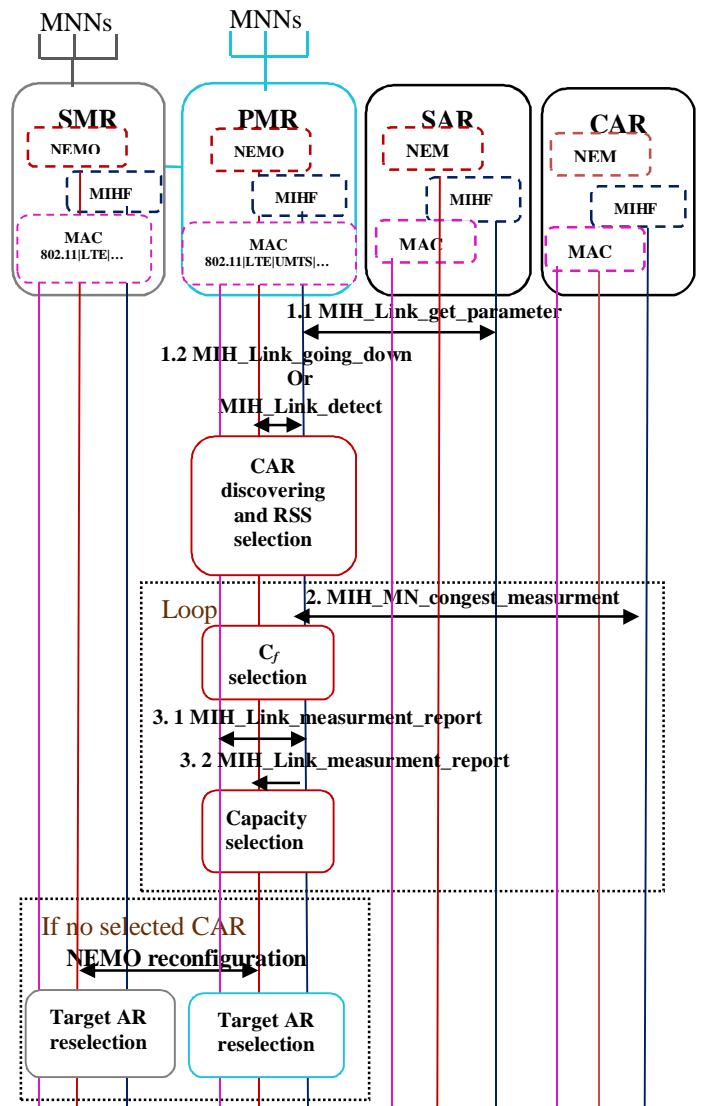 MNNs
MNNs
SMR
NEMO
MIHF
MAC
802.11|LTE|...
PMR
NEMO
MIHF
MAC
802.11|LTE|UMTS|...
SAR
NEM
MIHF
MAC
CAR
NEM
MIHF
MAC
1.1 MIH_Link_get_parameter
1.2 MIH_Link_going_down
Or
MIH_Link_detect
CAR
discovering
and RSS
selection
Loop
2. MIH_MN_congest_measurment
Cf
selection
3. 1 MIH_Link_measurment_report
3. 2 MIH_Link_measurment_report
Capacity
selection
If no selected CAR
NEMO reconfiguration
Target AR
reselection
Target AR
reselection